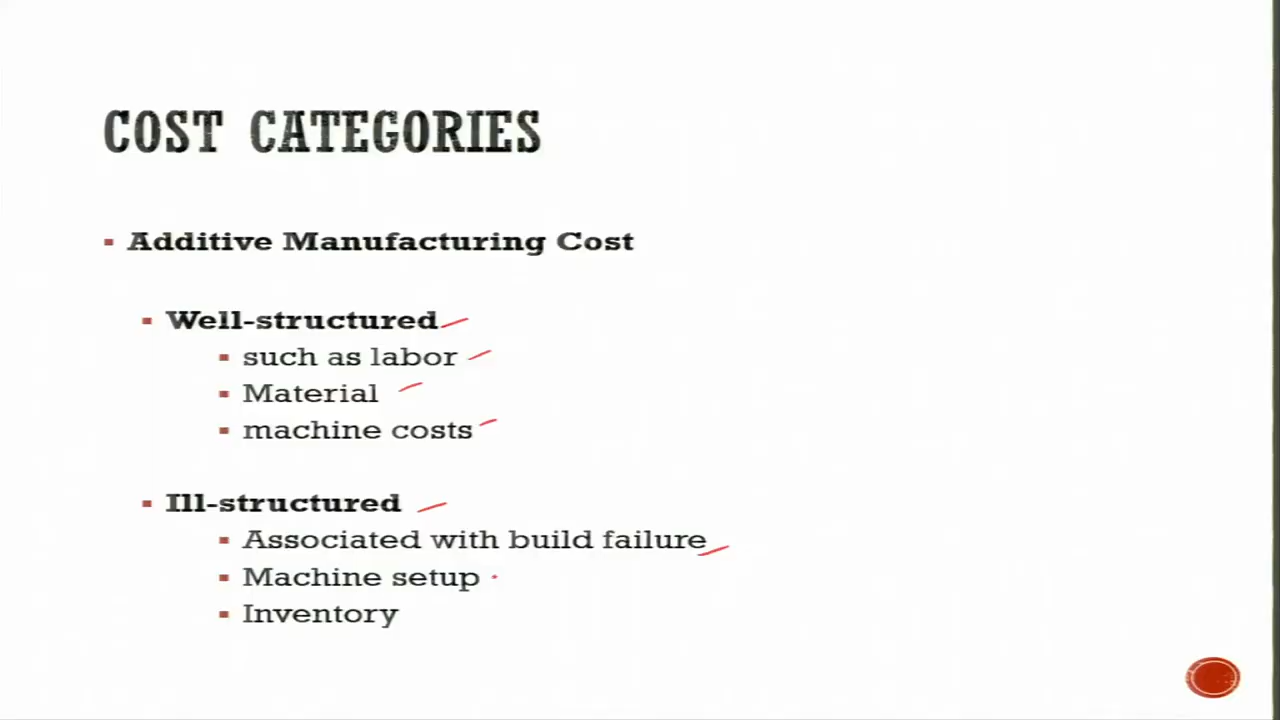 COST CATEGORIES
Additive Manufacturing Cost
Well-structured
such as labor
Material
machine costs
Ill-structured
Associated with build failure
Machine setup
Inventory